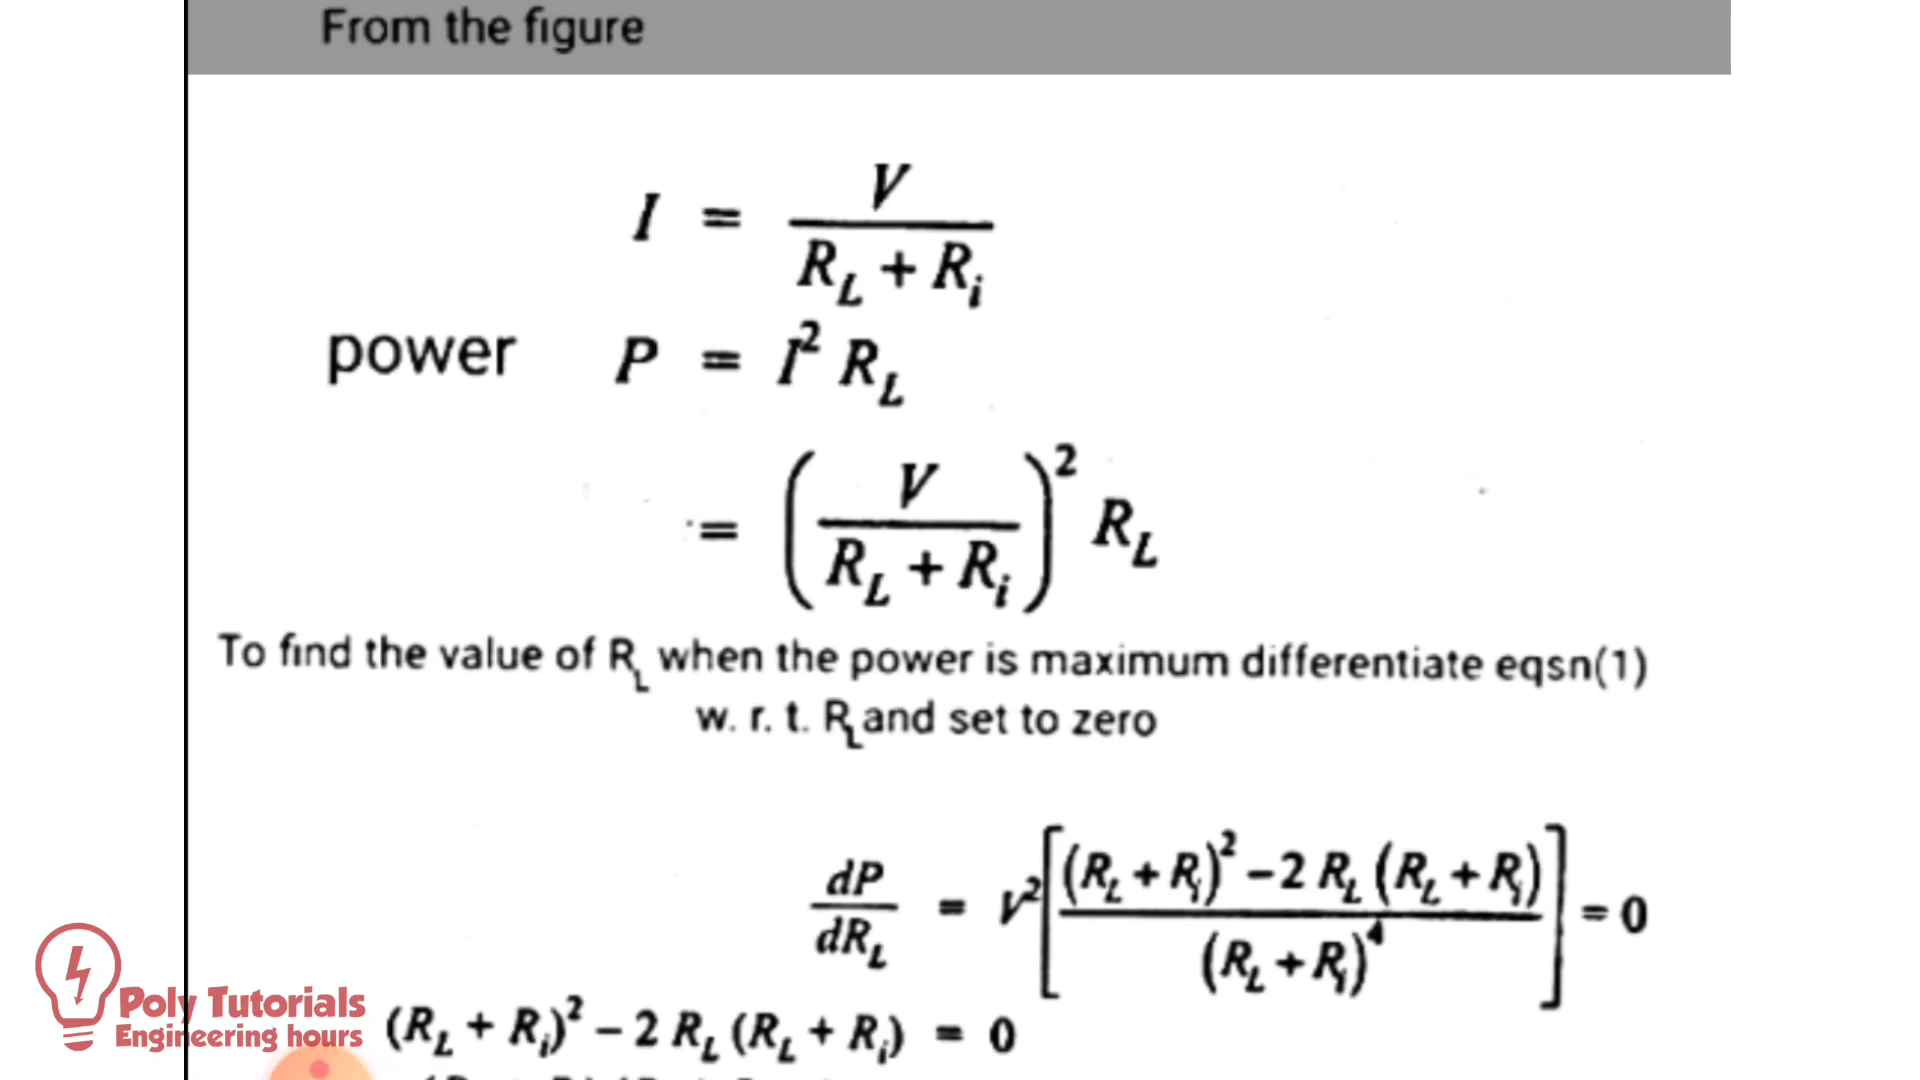 From the figure
I = V / (R_L + R_i)
power P = I² R_L
= (V / (R_L + R_i))² R_L
To find the value of R_L when the power is maximum differentiate eqsn(1)
w. r. t. R_L and set to zero
dP/dR_L = V² [((R_L + R_i)² – 2 R_L (R_L + R_i)) / (R_L + R_i)⁴] = 0
(R_L + R_i)² – 2 R_L (R_L + R_i) = 0
Poly Tutorials
Engineering hours